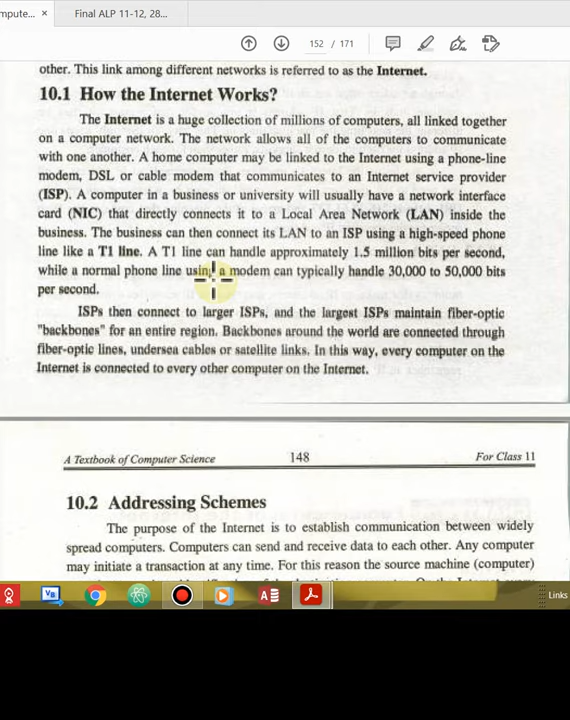 mpute... ×
Final ALP 11-12, 28...
152 / 171
other. This link among different networks is referred to as the Internet.
10.1 How the Internet Works?
The Internet is a huge collection of millions of computers, all linked together
on a computer network. The network allows all of the computers to communicate
with one another. A home computer may be linked to the Internet using a phone-line
modem, DSL or cable modem that communicates to an Internet service provider
(ISP). A computer in a business or university will usually have a network interface
card (NIC) that directly connects it to a Local Area Network (LAN) inside the
business. The business can then connect its LAN to an ISP using a high-speed phone
line like a T1 line. A T1 line can handle approximately 1.5 million bits per second,
while a normal phone line using a modem can typically handle 30,000 to 50,000 bits
per second.
ISPs then connect to larger ISPs, and the largest ISPs maintain fiber-optic
"backbones" for an entire region. Backbones around the world are connected through
fiber-optic lines, undersea cables or satellite links. In this way, every computer on the
Internet is connected to every other computer on the Internet.
A Textbook of Computer Science 148 For Class 11
10.2 Addressing Schemes
The purpose of the Internet is to establish communication between widely
spread computers. Computers can send and receive data to each other. Any computer
may initiate a transaction at any time. For this reason the source machine (computer)
Links